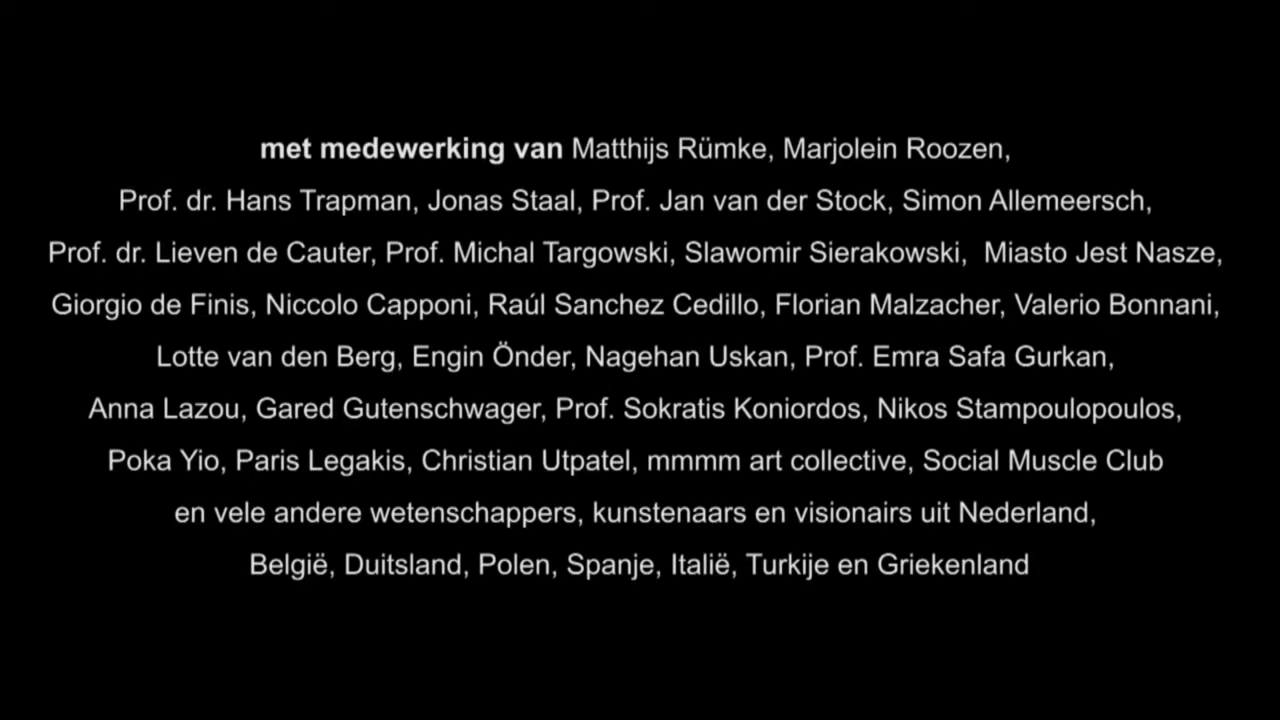 met medewerking van Matthijs Rümke, Marjolein Roozen,
Prof. dr. Hans Trapman, Jonas Staal, Prof. Jan van der Stock, Simon Allemeersch,
Prof. dr. Lieven de Cauter, Prof. Michal Targowski, Slawomir Sierakowski,  Miasto Jest Nasze,
Giorgio de Finis, Niccolo Capponi, Raúl Sanchez Cedillo, Florian Malzacher, Valerio Bonnani,
Lotte van den Berg, Engin Önder, Nagehan Uskan, Prof. Emra Safa Gurkan,
Anna Lazou, Gared Gutenschwager, Prof. Sokratis Koniordos, Nikos Stampoulopoulos,
Poka Yio, Paris Legakis, Christian Utpatel, mmmm art collective, Social Muscle Club
en vele andere wetenschappers, kunstenaars en visionairs uit Nederland,
België, Duitsland, Polen, Spanje, Italië, Turkije en Griekenland